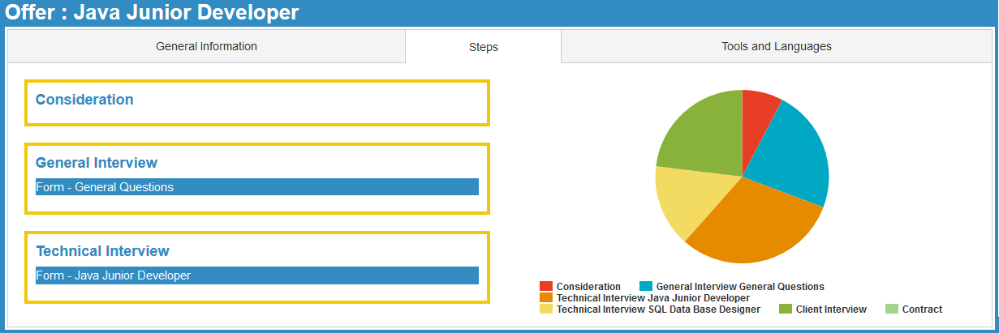 Offer : Java Junior Developer
General Information
Steps
Tools and Languages
Consideration
General Interview
Form - General Questions
Technical Interview
Form - Java Junior Developer
Consideration
General Interview General Questions
Technical Interview Java Junior Developer
Technical Interview SQL Data Base Designer
Client Interview
Contract